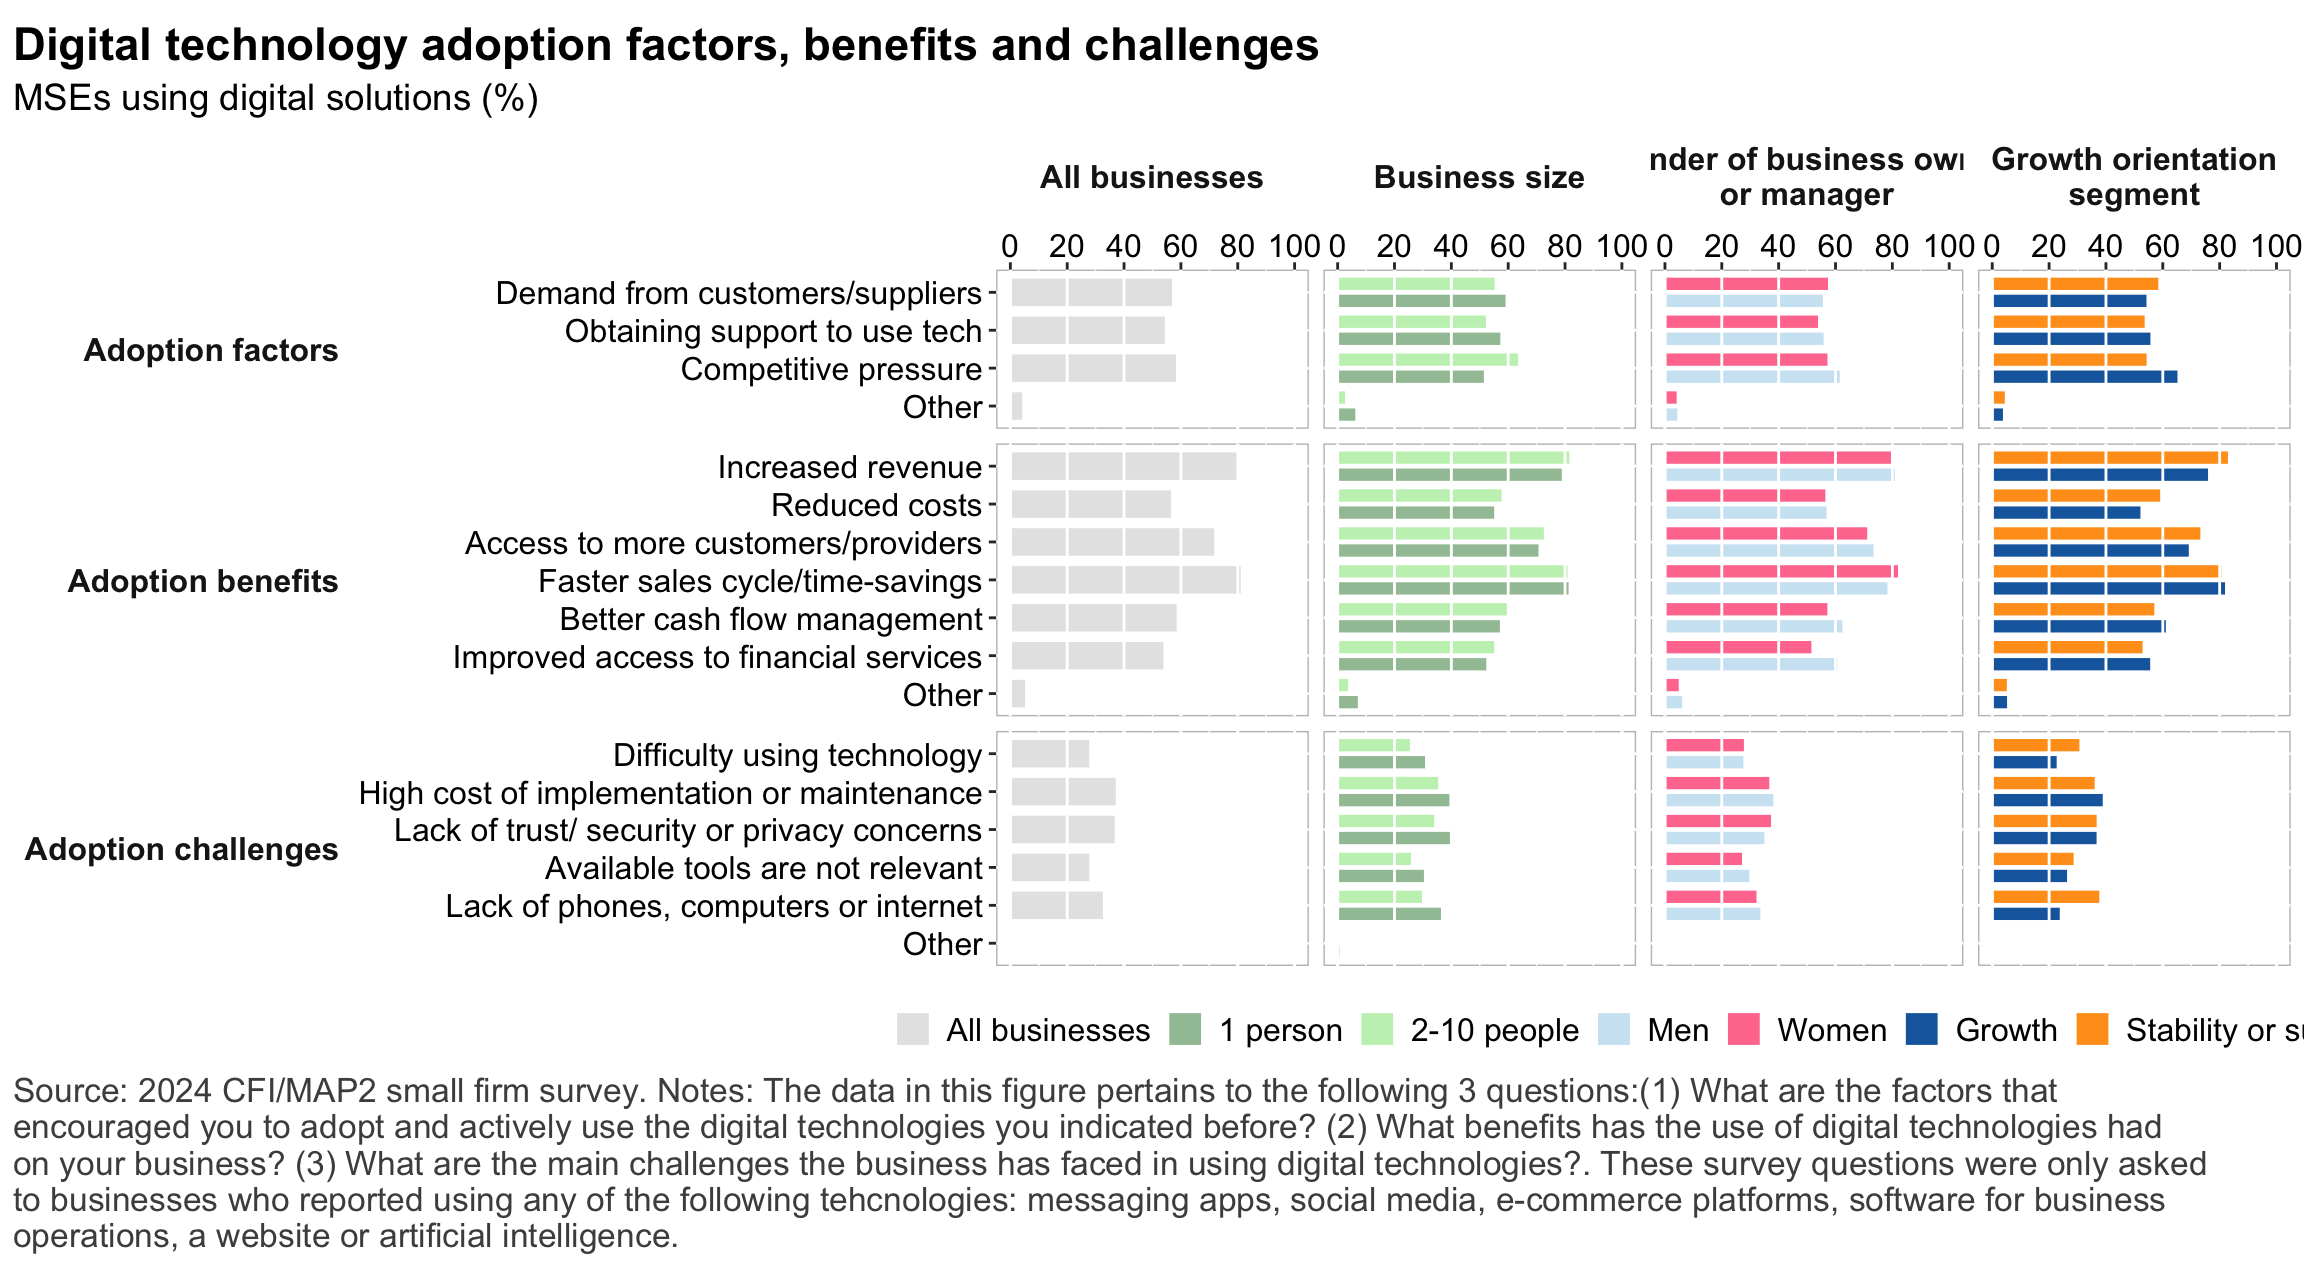 Digital technology adoption factors, benefits and challenges
MSEs using digital solutions (%)
All businesses
Business size
nder of business own
or manager
Growth orientation
segment
0 20 40 60 80 100 0 20 40 60 80 100 0 20 40 60 80 100 0 20 40 60 80 100
Adoption factors
Demand from customers/suppliers
Obtaining support to use tech
Competitive pressure
Other
Adoption benefits
Increased revenue
Reduced costs
Access to more customers/providers
Faster sales cycle/time-savings
Better cash flow management
Improved access to financial services
Other
Adoption challenges
Difficulty using technology
High cost of implementation or maintenance
Lack of trust/ security or privacy concerns
Available tools are not relevant
Lack of phones, computers or internet
Other
All businesses 1 person 2-10 people Men Women Growth Stability or su
Source: 2024 CFI/MAP2 small firm survey. Notes: The data in this figure pertains to the following 3 questions:(1) What are the factors that
encouraged you to adopt and actively use the digital technologies you indicated before? (2) What benefits has the use of digital technologies had
on your business? (3) What are the main challenges the business has faced in using digital technologies?. These survey questions were only asked
to businesses who reported using any of the following tehcnologies: messaging apps, social media, e-commerce platforms, software for business
operations, a website or artificial intelligence.